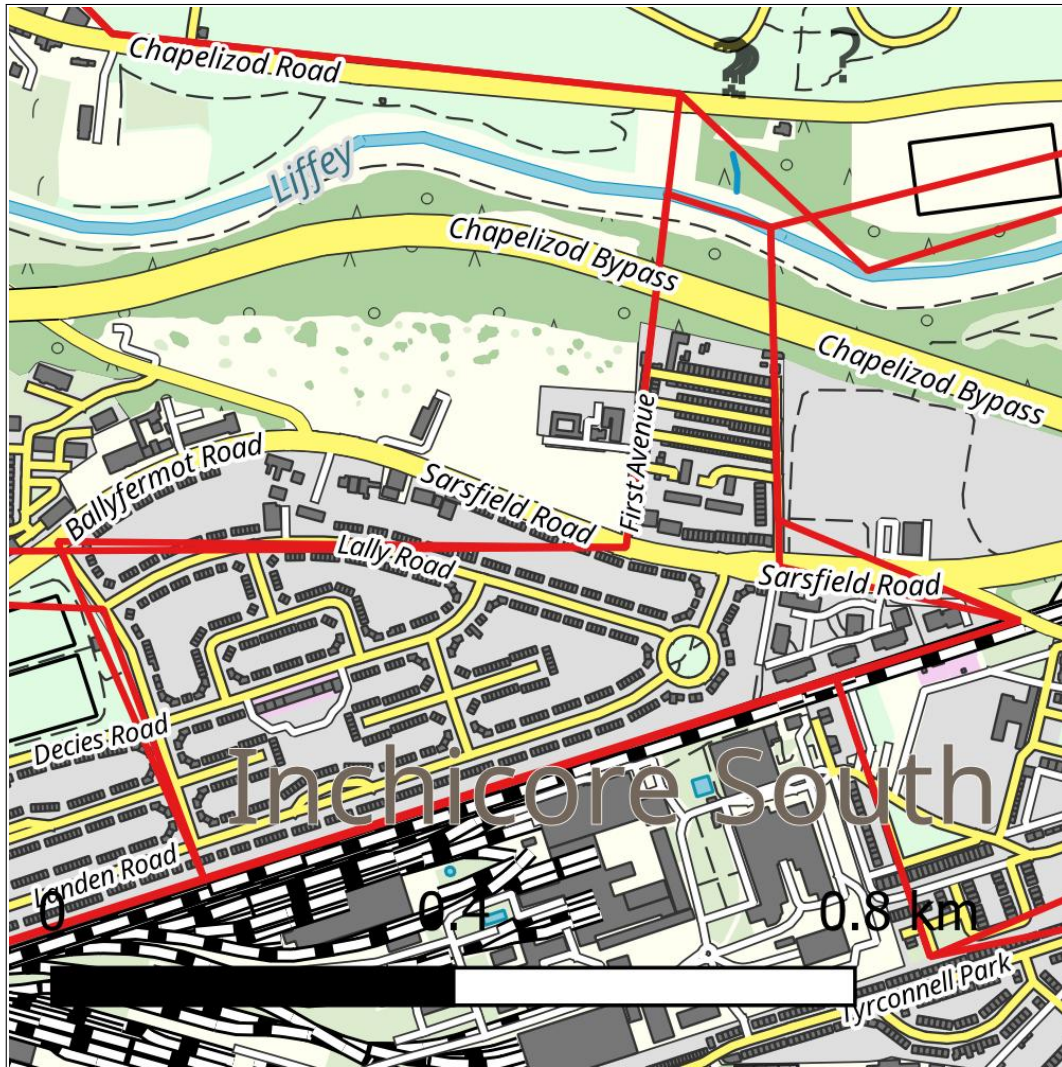 Chapelizod Road
?
?
Liffey
Chapelizod Bypass
Chapelizod Bypass
First Avenue
Ballyfermot Road
Sarsfield Road
Lally Road
Sarsfield Road
Decies Road
Inchicore South
Landen Road
0
0.4
0.8 km
Tyrconnell Park